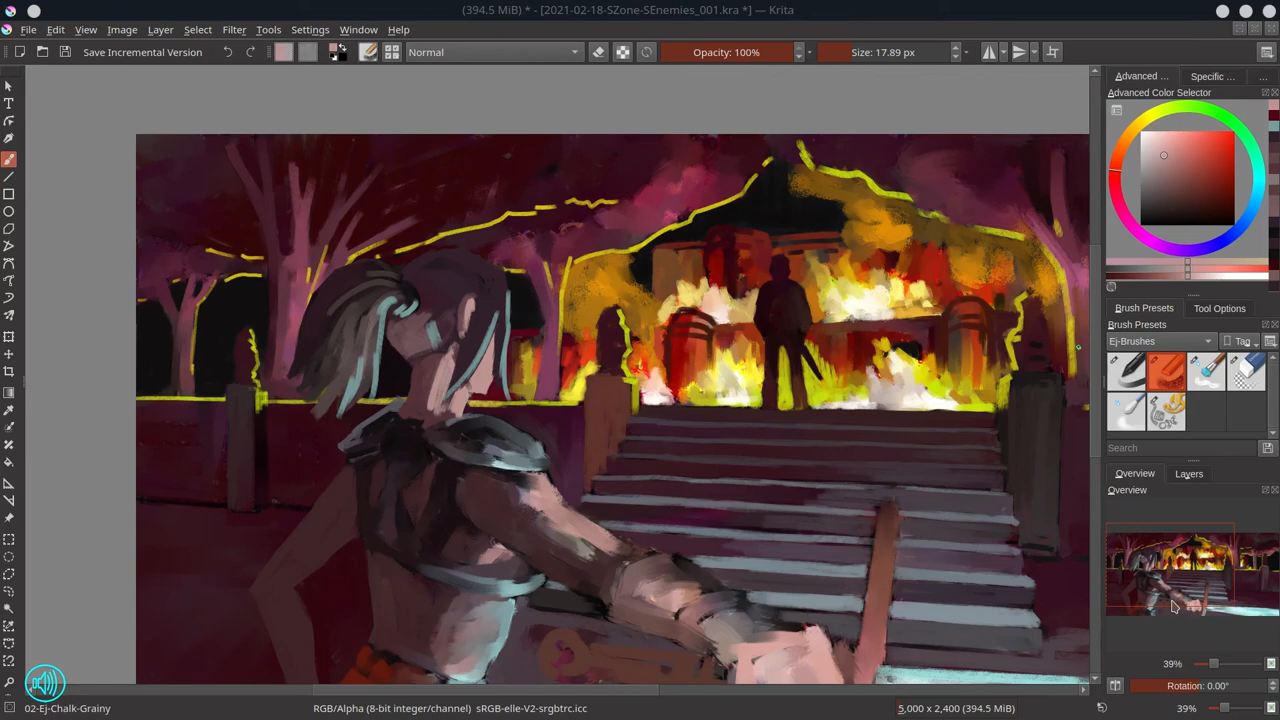 (394.5 MiB) * - [2021-02-18-SZone-SEnemies_001.kra *] — Krita
File Edit View Image Layer Select Filter Tools Settings Window Help
Save Incremental Version
Normal
Opacity: 100%
Size: 17.89 px
Advanced ...
Specific ...
...
Advanced Color Selector
Brush Presets
Tool Options
Brush Presets
Ej-Brushes
Tag
Search
Overview
Layers
Overview
39%
Rotation: 0.00°
02-Ej-Chalk-Grainy
RGB/Alpha (8-bit integer/channel) sRGB-elle-V2-srgbtrc.icc
5,000 x 2,400 (394.5 MiB)
39%